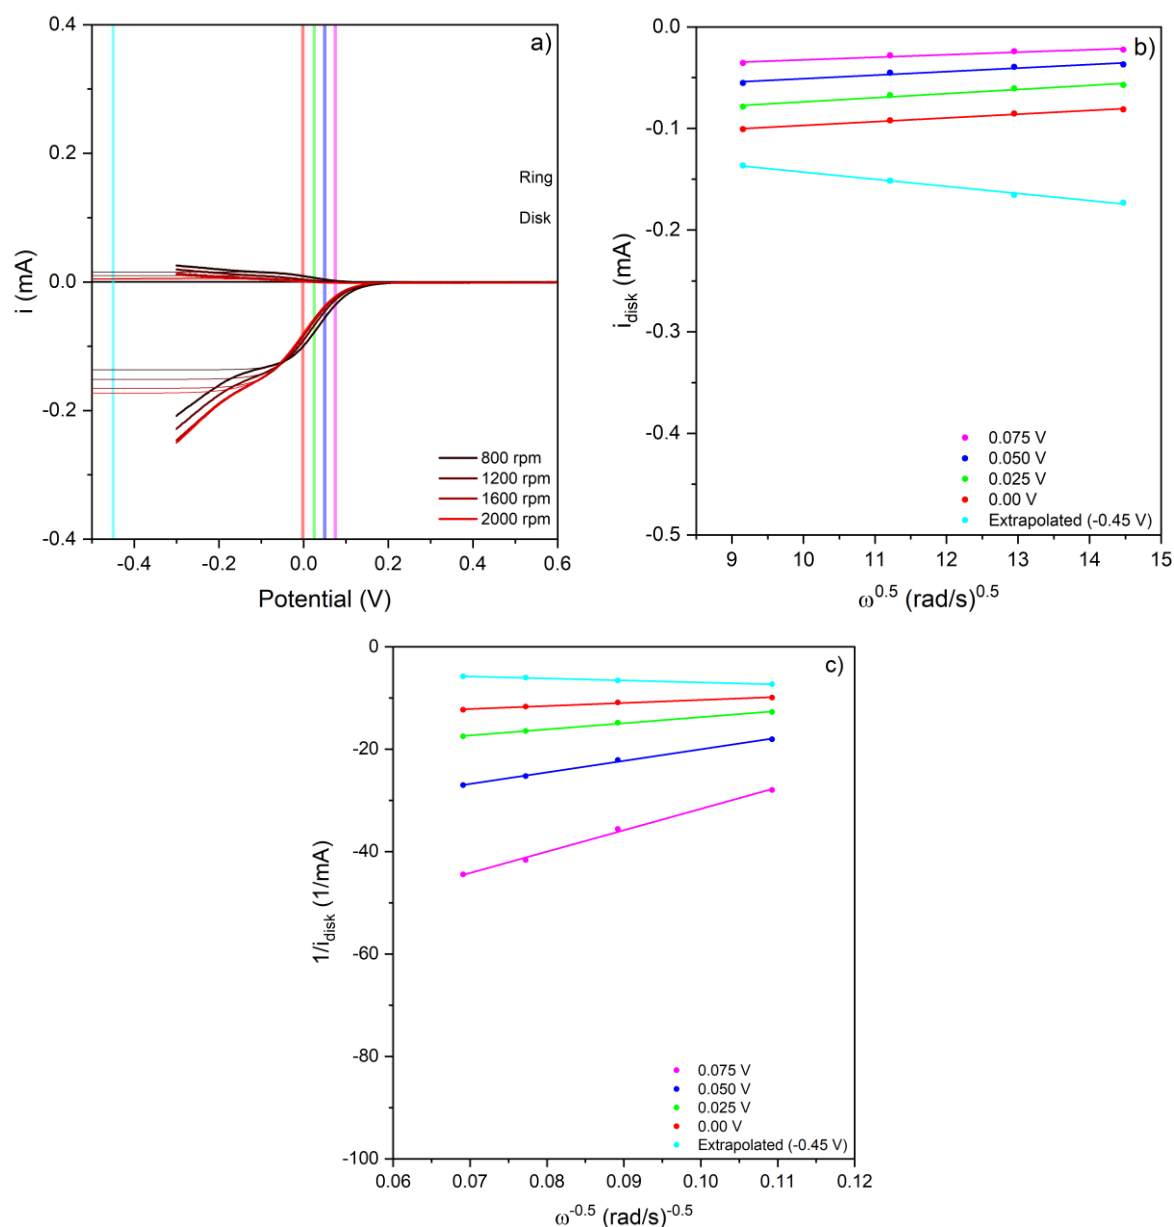 a)
0.4
0.2
0.0
-0.2
-0.4
i (mA)
Ring
Disk
800 rpm
1200 rpm
1600 rpm
2000 rpm
-0.4 -0.2 0.0 0.2 0.4 0.6
Potential (V)
b)
0.0
-0.1
-0.2
-0.3
-0.4
-0.5
i_disk (mA)
0.075 V
0.050 V
0.025 V
0.00 V
Extrapolated (-0.45 V)
9 10 11 12 13 14 15
ω^0.5 (rad/s)^0.5
c)
0
-20
-40
-60
-80
-100
1/i_disk (1/mA)
0.075 V
0.050 V
0.025 V
0.00 V
Extrapolated (-0.45 V)
0.06 0.07 0.08 0.09 0.10 0.11 0.12
ω^-0.5 (rad/s)^-0.5